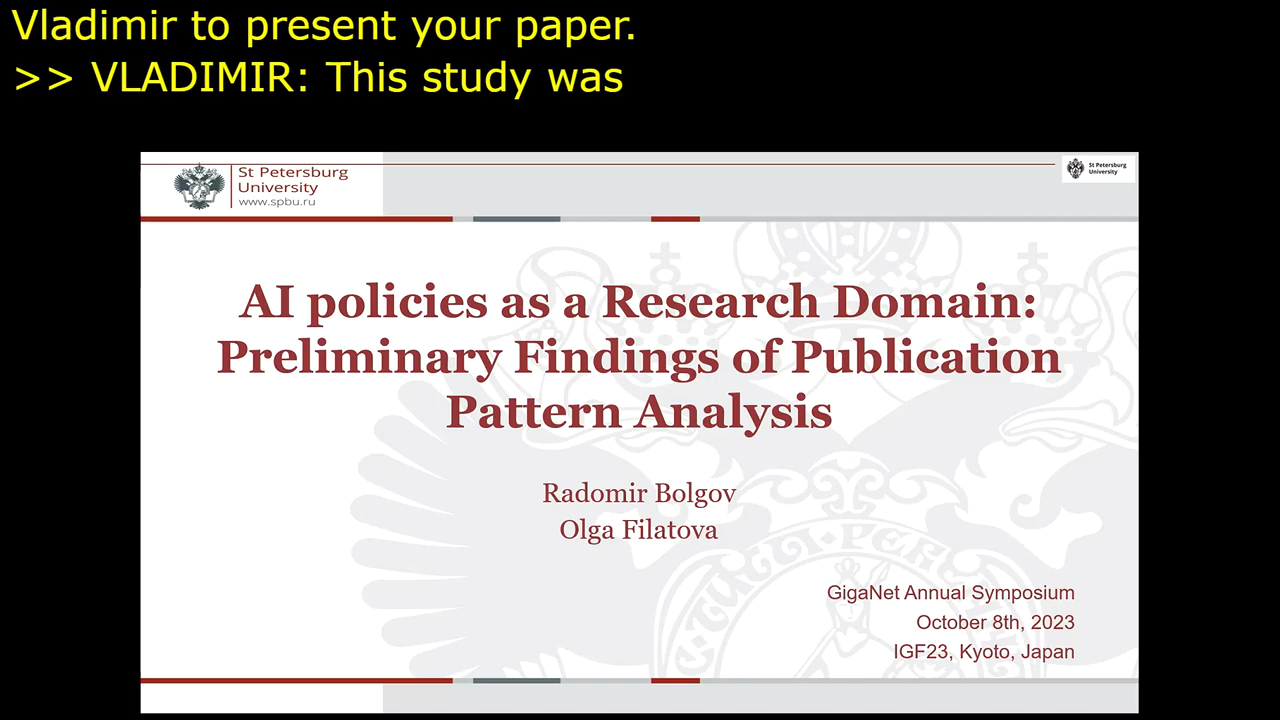 Vladimir to present your paper.
>> VLADIMIR: This study was
St Petersburg
University
www.spbu.ru
St Petersburg
University
AI policies as a Research Domain:
Preliminary Findings of Publication
Pattern Analysis
Radomir Bolgov
Olga Filatova
GigaNet Annual Symposium
October 8th, 2023
IGF23, Kyoto, Japan